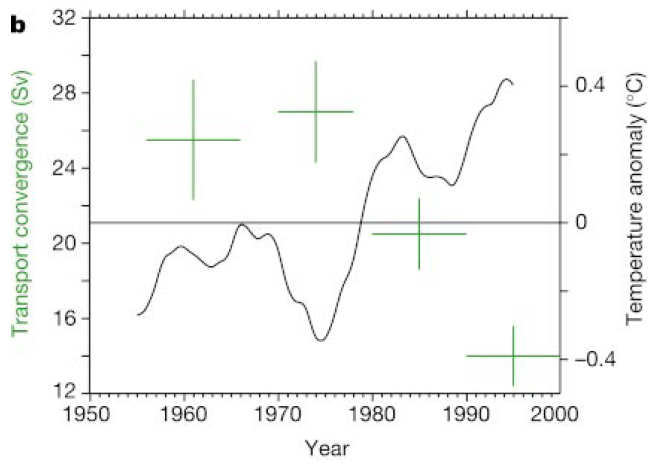 b
Transport convergence (Sv)
32
28
24
20
16
12
0.4
0
−0.4
Temperature anomaly (°C)
1950 1960 1970 1980 1990 2000
Year